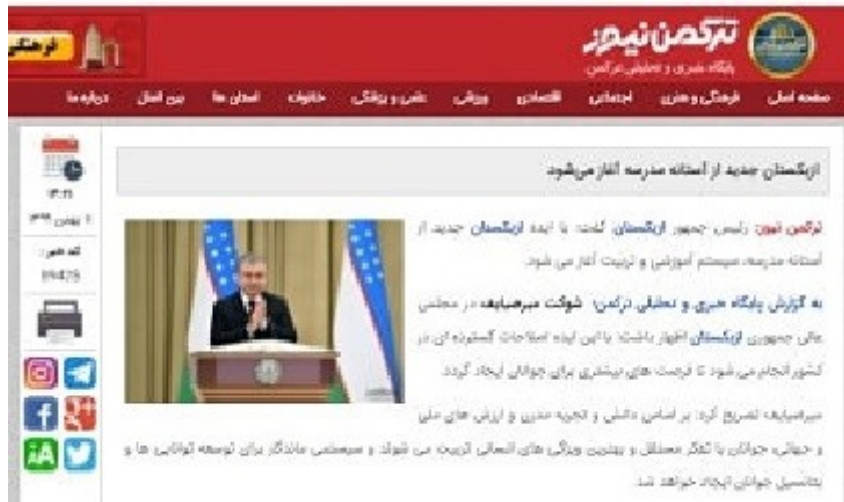 فرهنگی
ترکمن نیوز
پایگاه خبری و تحلیلی ترکمن
صفحه اصلی فرهنگی و هنری اجتماعی اقتصادی ورزشی علمی و پزشکی خانواده استان ها بین الملل درباره ما
ازبکستان جدید از آستانه مدرسه آغاز می‌شود
ترکمن نیوز: رئیس جمهور ازبکستان گفت: با ایده ازبکستان جدید از
آستانه مدرسه، سیستم آموزشی و تربیت آغاز می شود.
به گزارش پایگاه خبری و تحلیلی ترکمن؛ شوکت میرضیایف در مجلس
عالی جمهوری ازبکستان اظهار داشت: با این ایده اصلاحات گسترده ای در
کشور انجام می شود تا فرصت های بیشتری برای جوانان ایجاد گردد.
میرضیایف تصریح کرد: بر اساس دانش و تجربه مدرن و ارزش های ملی
و جهانی، جوانان با تفکر مستقل و بهترین ویژگی های انسانی تربیت می شوند و سیستمی ماندگار برای توسعه توانایی ها و
پتانسیل جوانان ایجاد خواهد شد.
کد خبر: